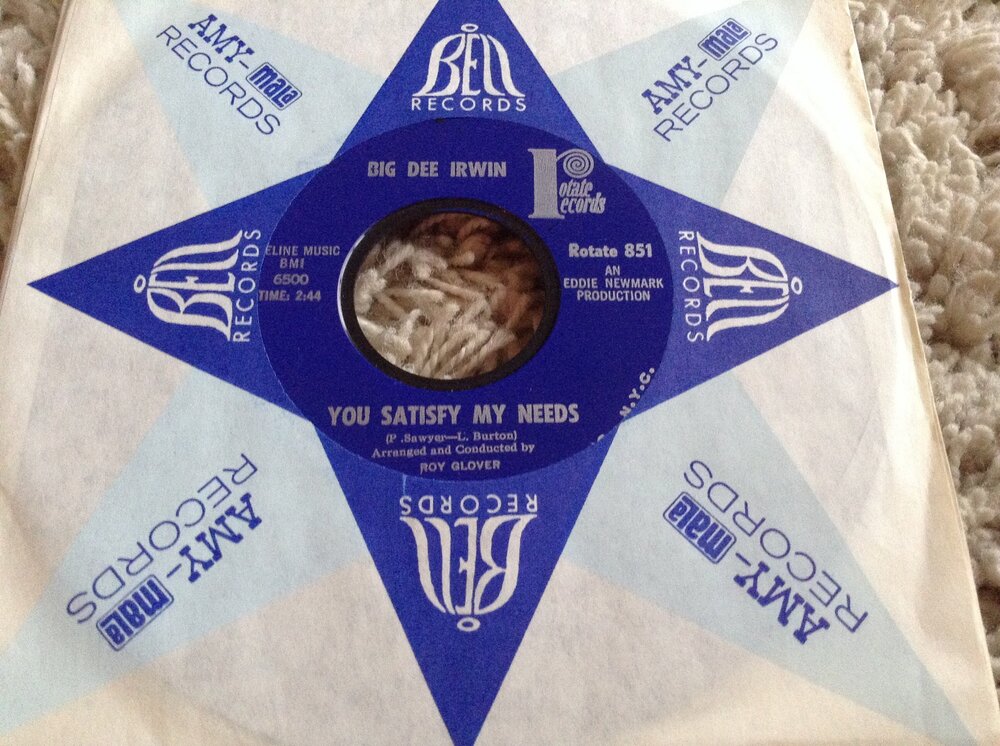 AMY-mala
RECORDS
BELL
RECORDS
AMY-mala
RECORDS
BIG DEE IRWIN
rotate
records
BELL
RECORDS
ELINE MUSIC
BMI
6500
TIME: 2:44
Rotate 851
AN
EDDIE NEWMARK
PRODUCTION
BELL
RECORDS
N.Y.C.
YOU SATISFY MY NEEDS
(P .Sawyer—L. Burton)
Arranged and Conducted by
ROY GLOVER
AMY-mala
RECORDS
BELL
RECORDS
AMY-mala
RECORDS